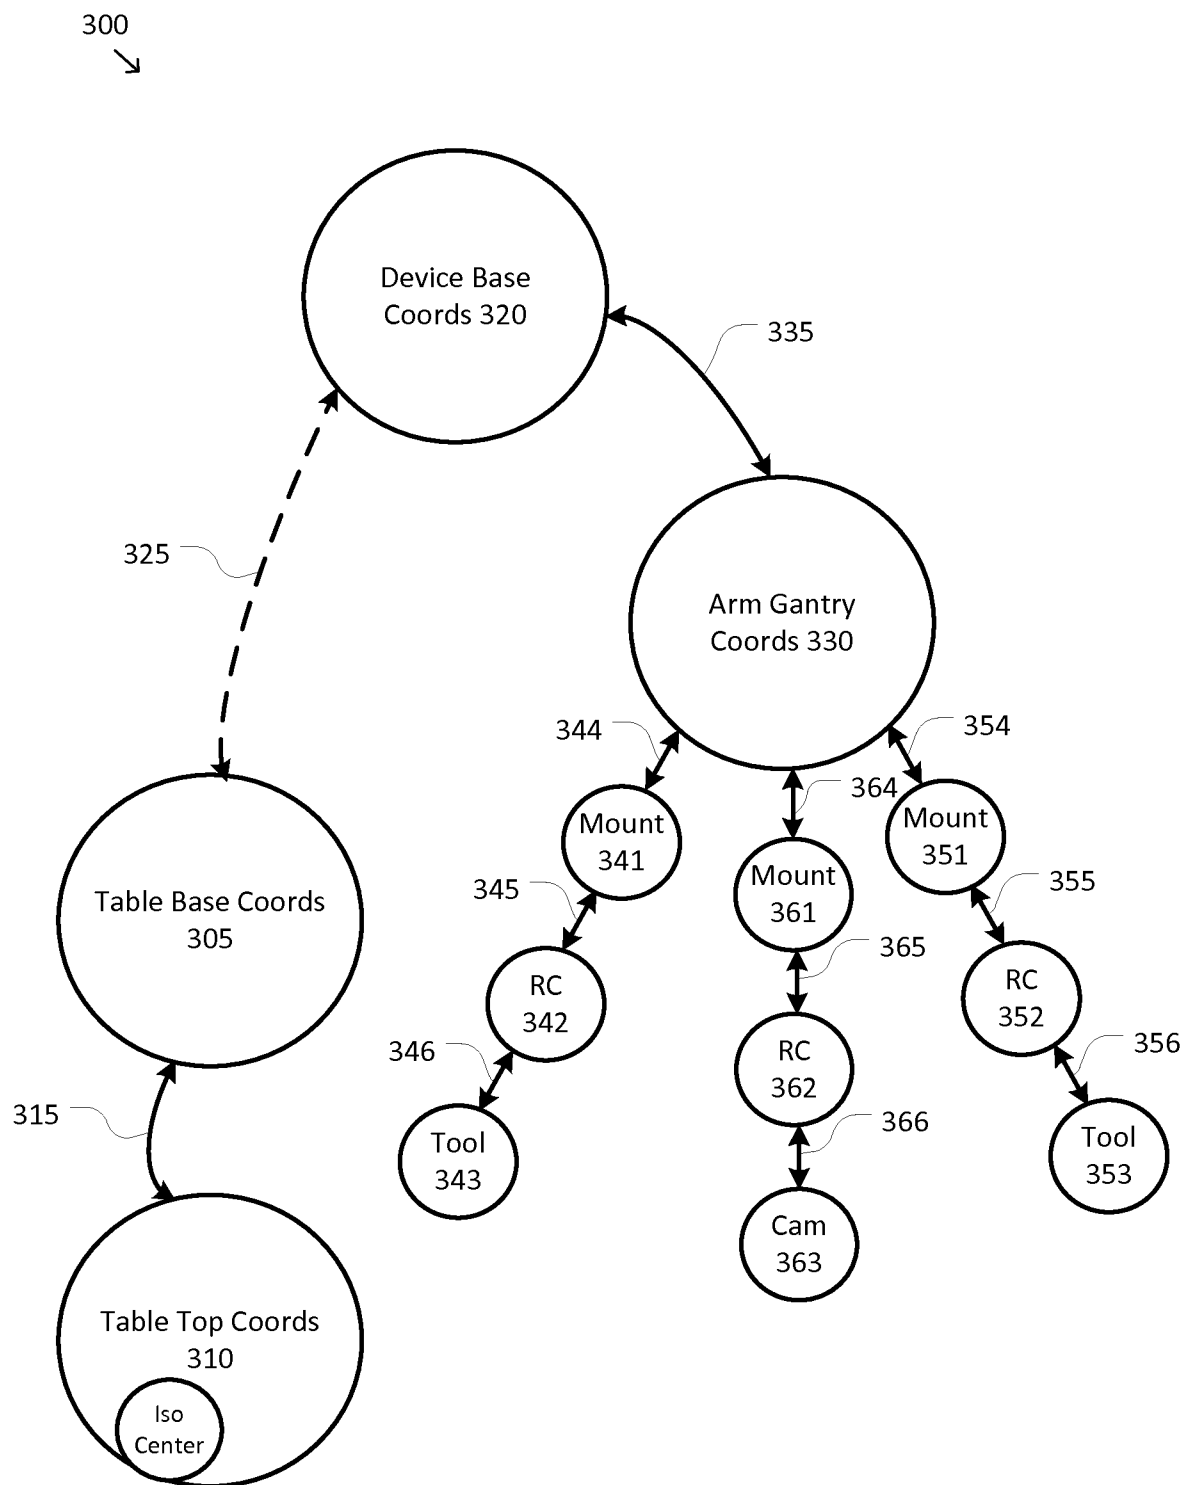 300
Device Base
Coords 320
335
325
Arm Gantry
Coords 330
344
354
364
Mount
341
Mount
351
Mount
361
345
355
Table Base Coords
305
365
RC
342
RC
352
RC
362
346
356
315
366
Tool
343
Tool
353
Cam
363
Table Top Coords
310
Iso
Center